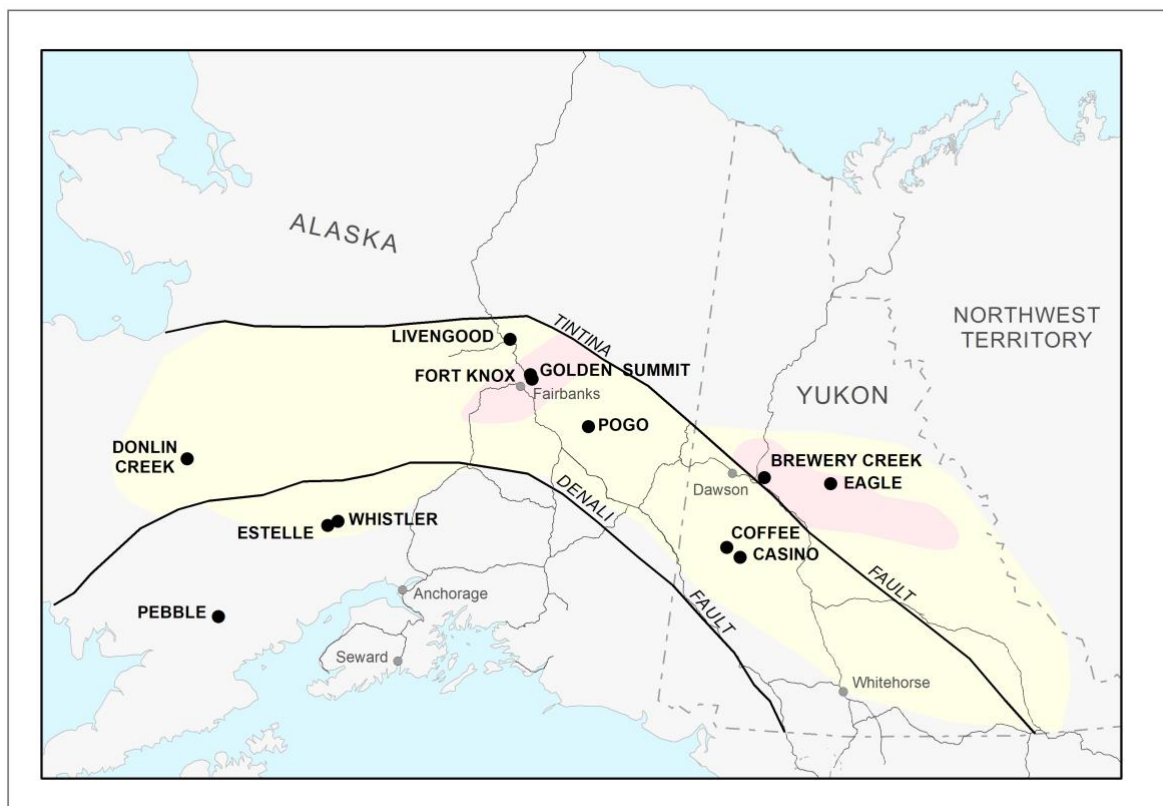 ALASKA
NORTHWEST
TERRITORY
TINTINA
LIVENGOOD
GOLDEN SUMMIT
FORT KNOX
Fairbanks
YUKON
POGO
DONLIN
CREEK
BREWERY CREEK
EAGLE
Dawson
DENALI
ESTELLE
WHISTLER
COFFEE
CASINO
FAULT
FAULT
Anchorage
PEBBLE
Seward
Whitehorse